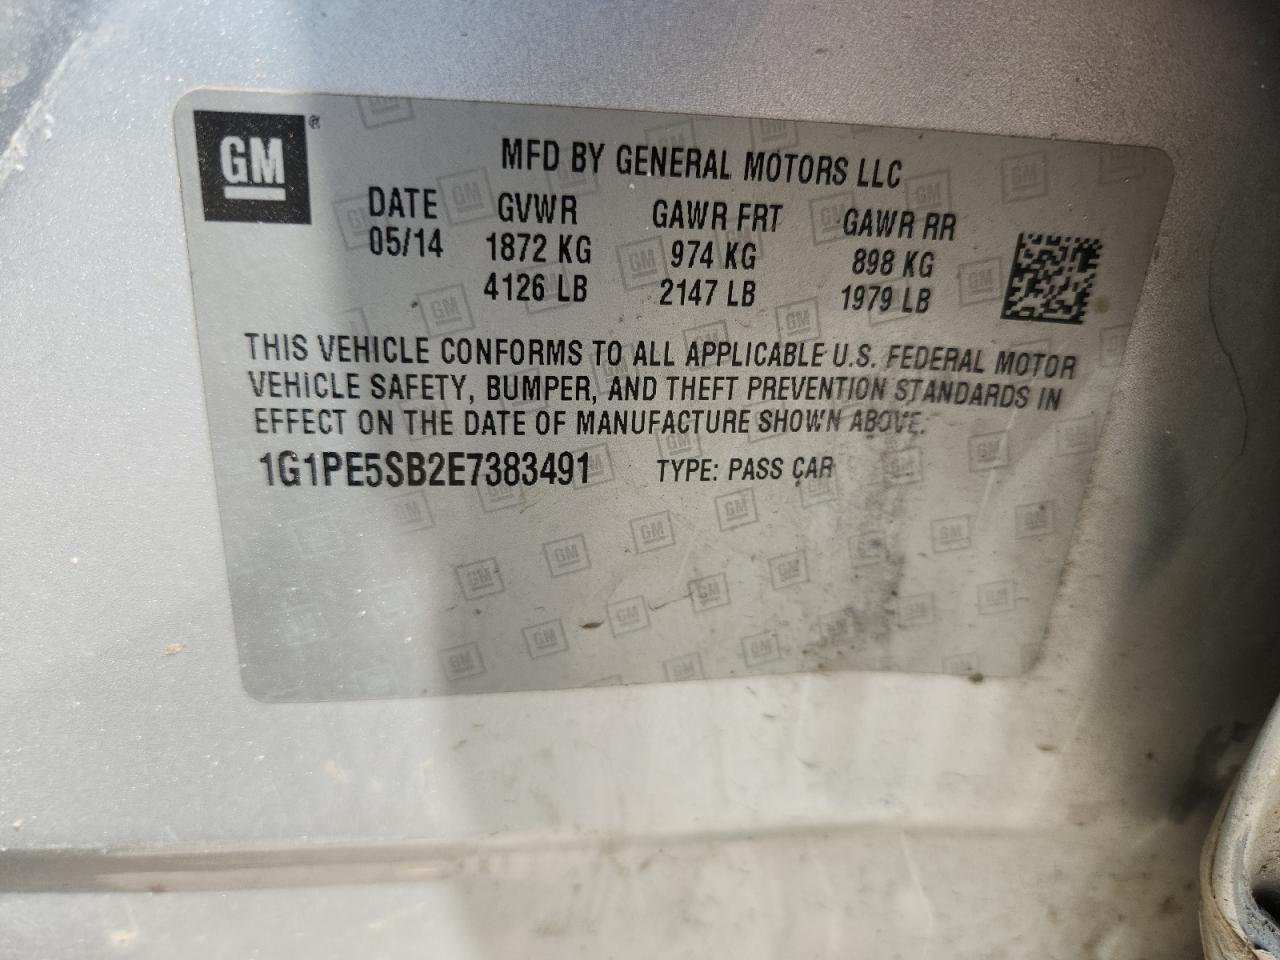 GM®
MFD BY GENERAL MOTORS LLC
DATE GVWR GAWR FRT GAWR RR
05/14 1872 KG 974 KG 898 KG
4126 LB 2147 LB 1979 LB
THIS VEHICLE CONFORMS TO ALL APPLICABLE U.S. FEDERAL MOTOR
VEHICLE SAFETY, BUMPER, AND THEFT PREVENTION STANDARDS IN
EFFECT ON THE DATE OF MANUFACTURE SHOWN ABOVE.
1G1PE5SB2E7383491 TYPE: PASS CAR